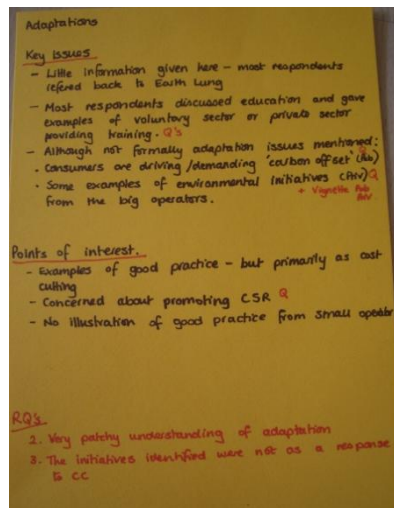 Adaptations
Key issues
- Little information given here - most respondents
refered back to Earth Lung
- Most respondents discussed education and gave
examples of voluntary sector or private sector
providing training. Q's
- Although not formally adaptation issues mentioned:
. Consumers are driving/demanding 'carbon offset' Q
. Some examples of environmental initiatives (Alv) Q
from the big operators. + Vignette
Points of interest.
- Examples of good practice - but primarily as cost
cutting
- Concerned about promoting CSR Q
- No illustration of good practice from small operator
RQ's
2. Very patchy understanding of adaptation
3. The initiatives identified were not as a response
to CC